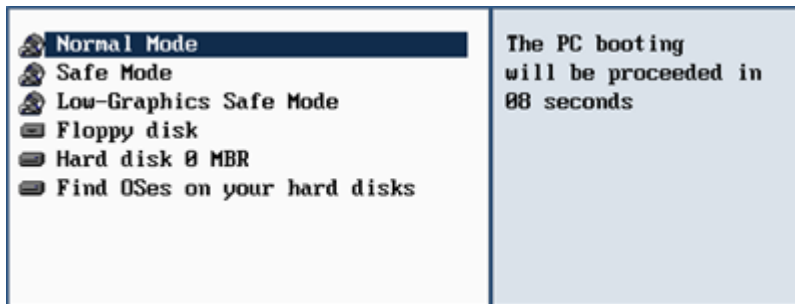 Normal Mode
Safe Mode
Low-Graphics Safe Mode
Floppy disk
Hard disk 0 MBR
Find OSes on your hard disks
The PC booting
will be proceeded in
08 seconds